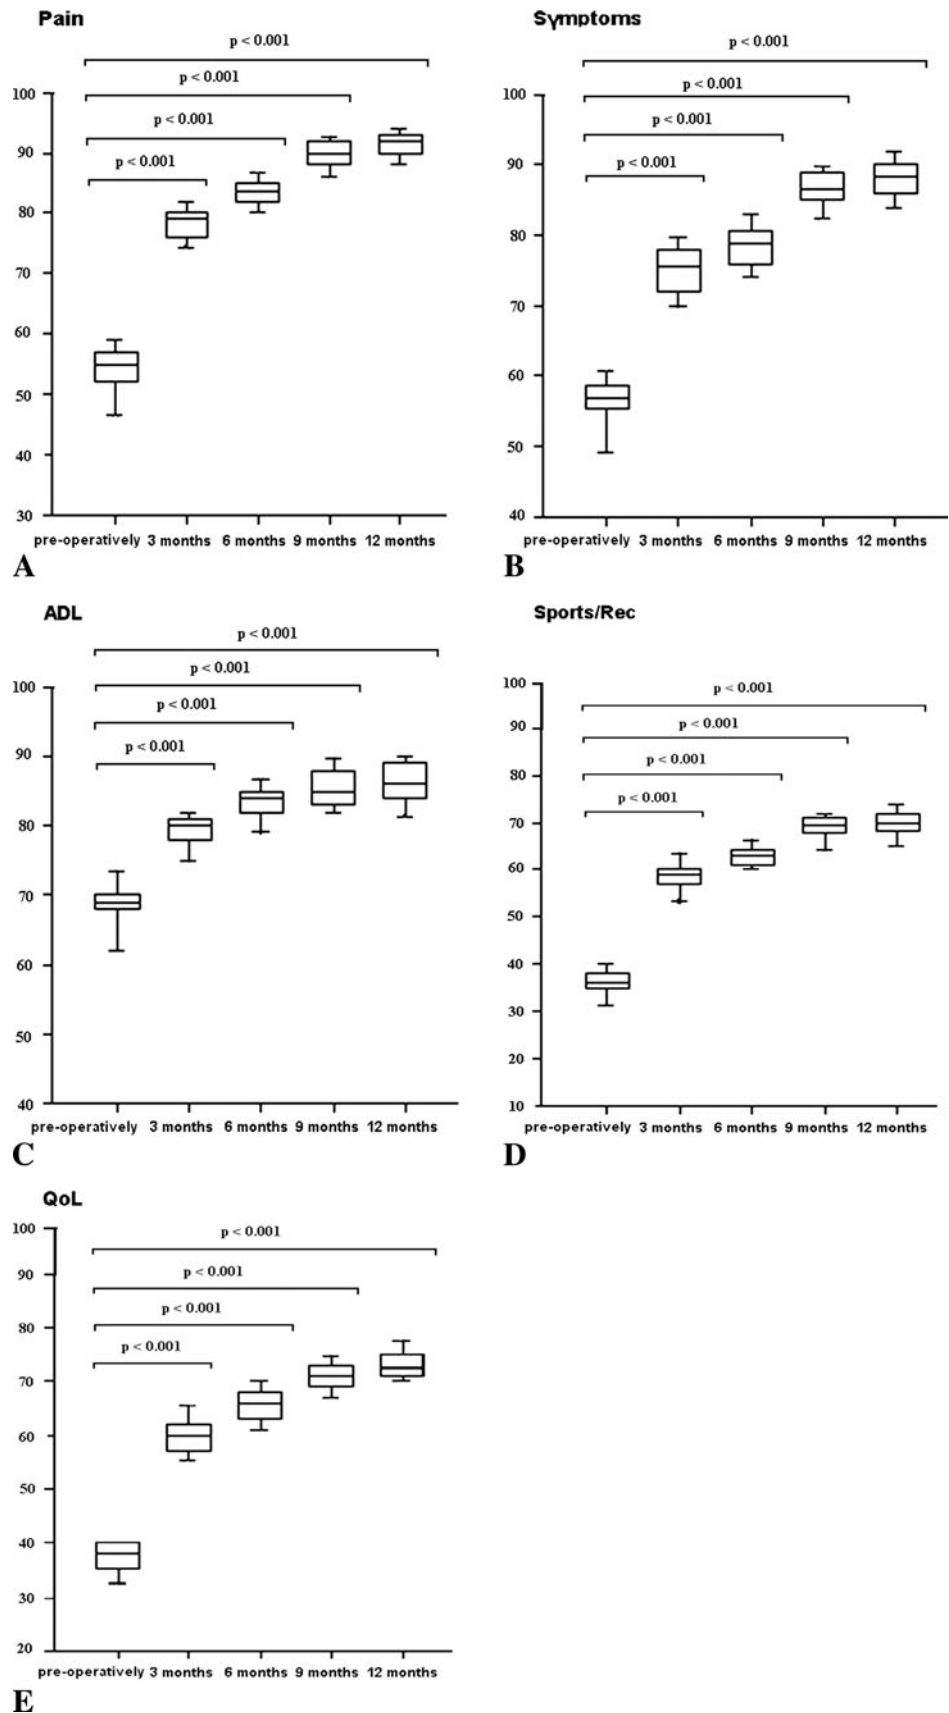 Pain
p < 0.001
p < 0.001
p < 0.001
p < 0.001
100
90
80
70
60
50
40
30
pre-operatively 3 months 6 months 9 months 12 months
A
Symptoms
p < 0.001
p < 0.001
p < 0.001
p < 0.001
100
90
80
70
60
50
40
pre-operatively 3 months 6 months 9 months 12 months
B
ADL
p < 0.001
p < 0.001
p < 0.001
p < 0.001
100
90
80
70
60
50
40
pre-operatively 3 months 6 months 9 months 12 months
C
Sports/Rec
p < 0.001
p < 0.001
p < 0.001
p < 0.001
100
90
80
70
60
50
40
30
20
10
pre-operatively 3 months 6 months 9 months 12 months
D
QoL
p < 0.001
p < 0.001
p < 0.001
p < 0.001
100
90
80
70
60
50
40
30
20
pre-operatively 3 months 6 months 9 months 12 months
E